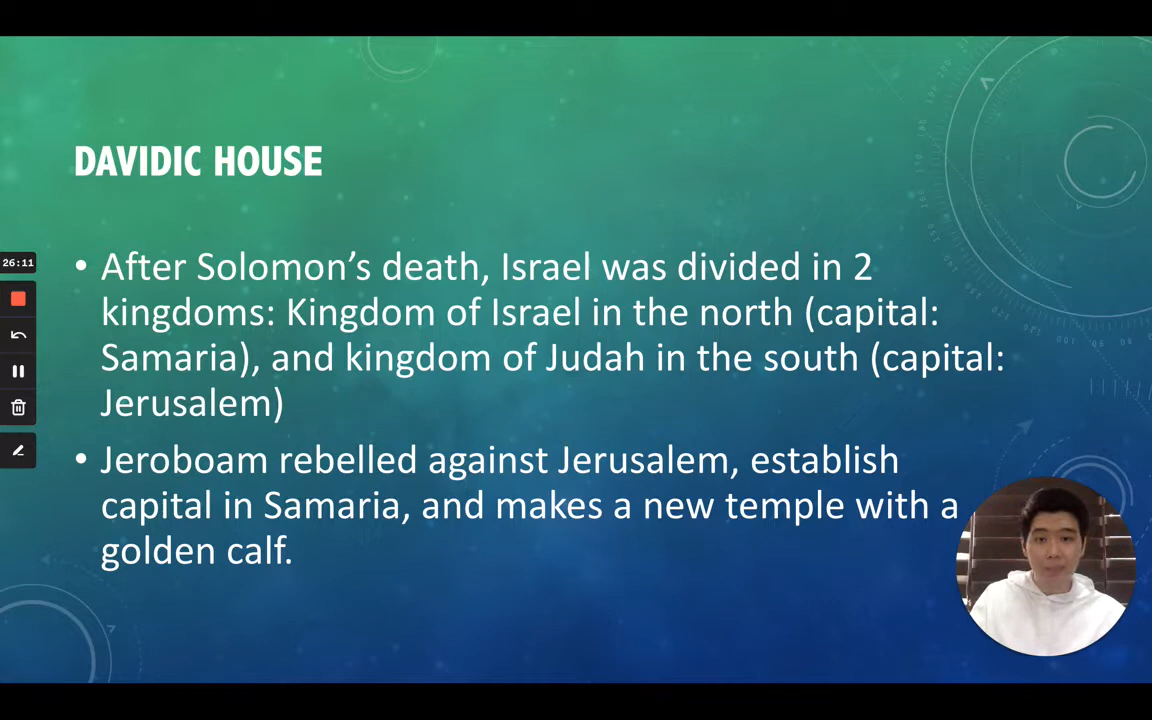 DAVIDIC HOUSE
26:11
• After Solomon’s death, Israel was divided in 2
kingdoms: Kingdom of Israel in the north (capital:
Samaria), and kingdom of Judah in the south (capital:
Jerusalem)
• Jeroboam rebelled against Jerusalem, establish
capital in Samaria, and makes a new temple with a
golden calf.